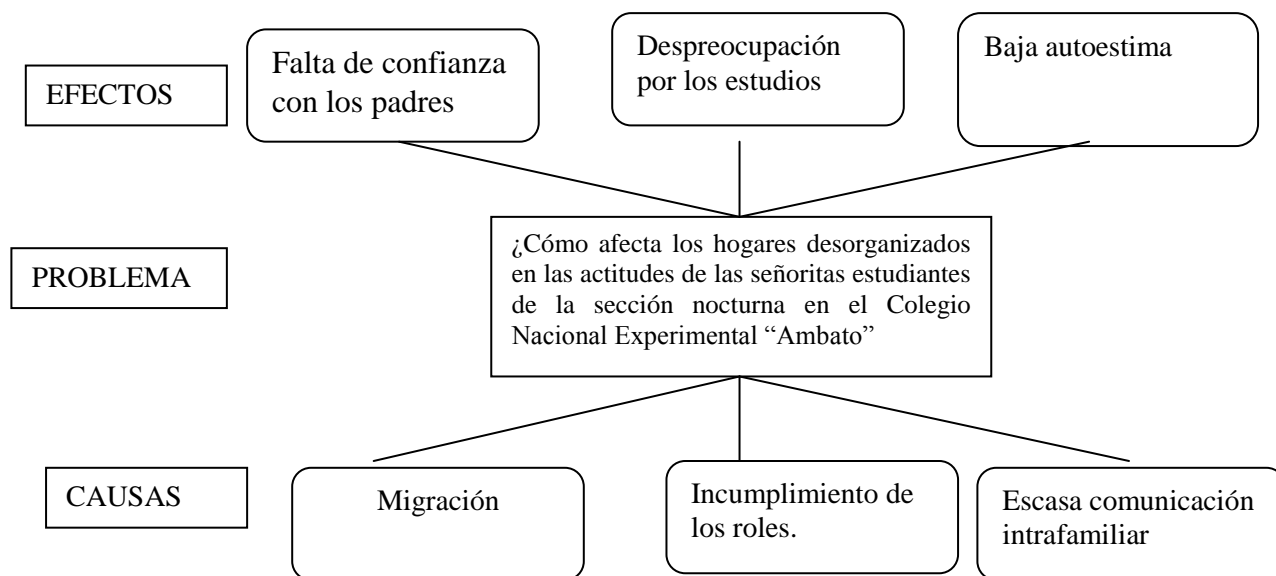 EFECTOS
Falta de confianza
con los padres
Despreocupación
por los estudios
Baja autoestima
PROBLEMA
¿Cómo afecta los hogares desorganizados
en las actitudes de las señoritas estudiantes
de la sección nocturna en el Colegio
Nacional Experimental “Ambato”
CAUSAS
Migración
Incumplimiento de
los roles.
Escasa comunicación
intrafamiliar